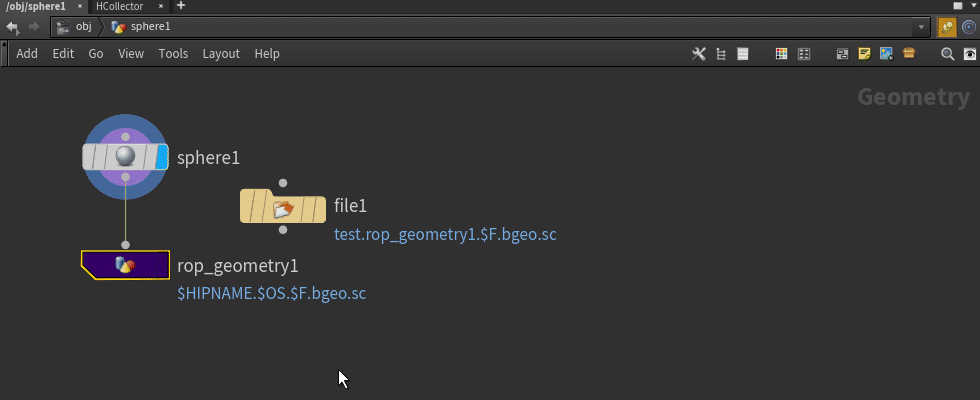 /obj/sphere1 × HCollector × +
obj sphere1
Add Edit Go View Tools Layout Help
Geometry
sphere1
file1
test.rop_geometry1.$F.bgeo.sc
rop_geometry1
$HIPNAME.$OS.$F.bgeo.sc